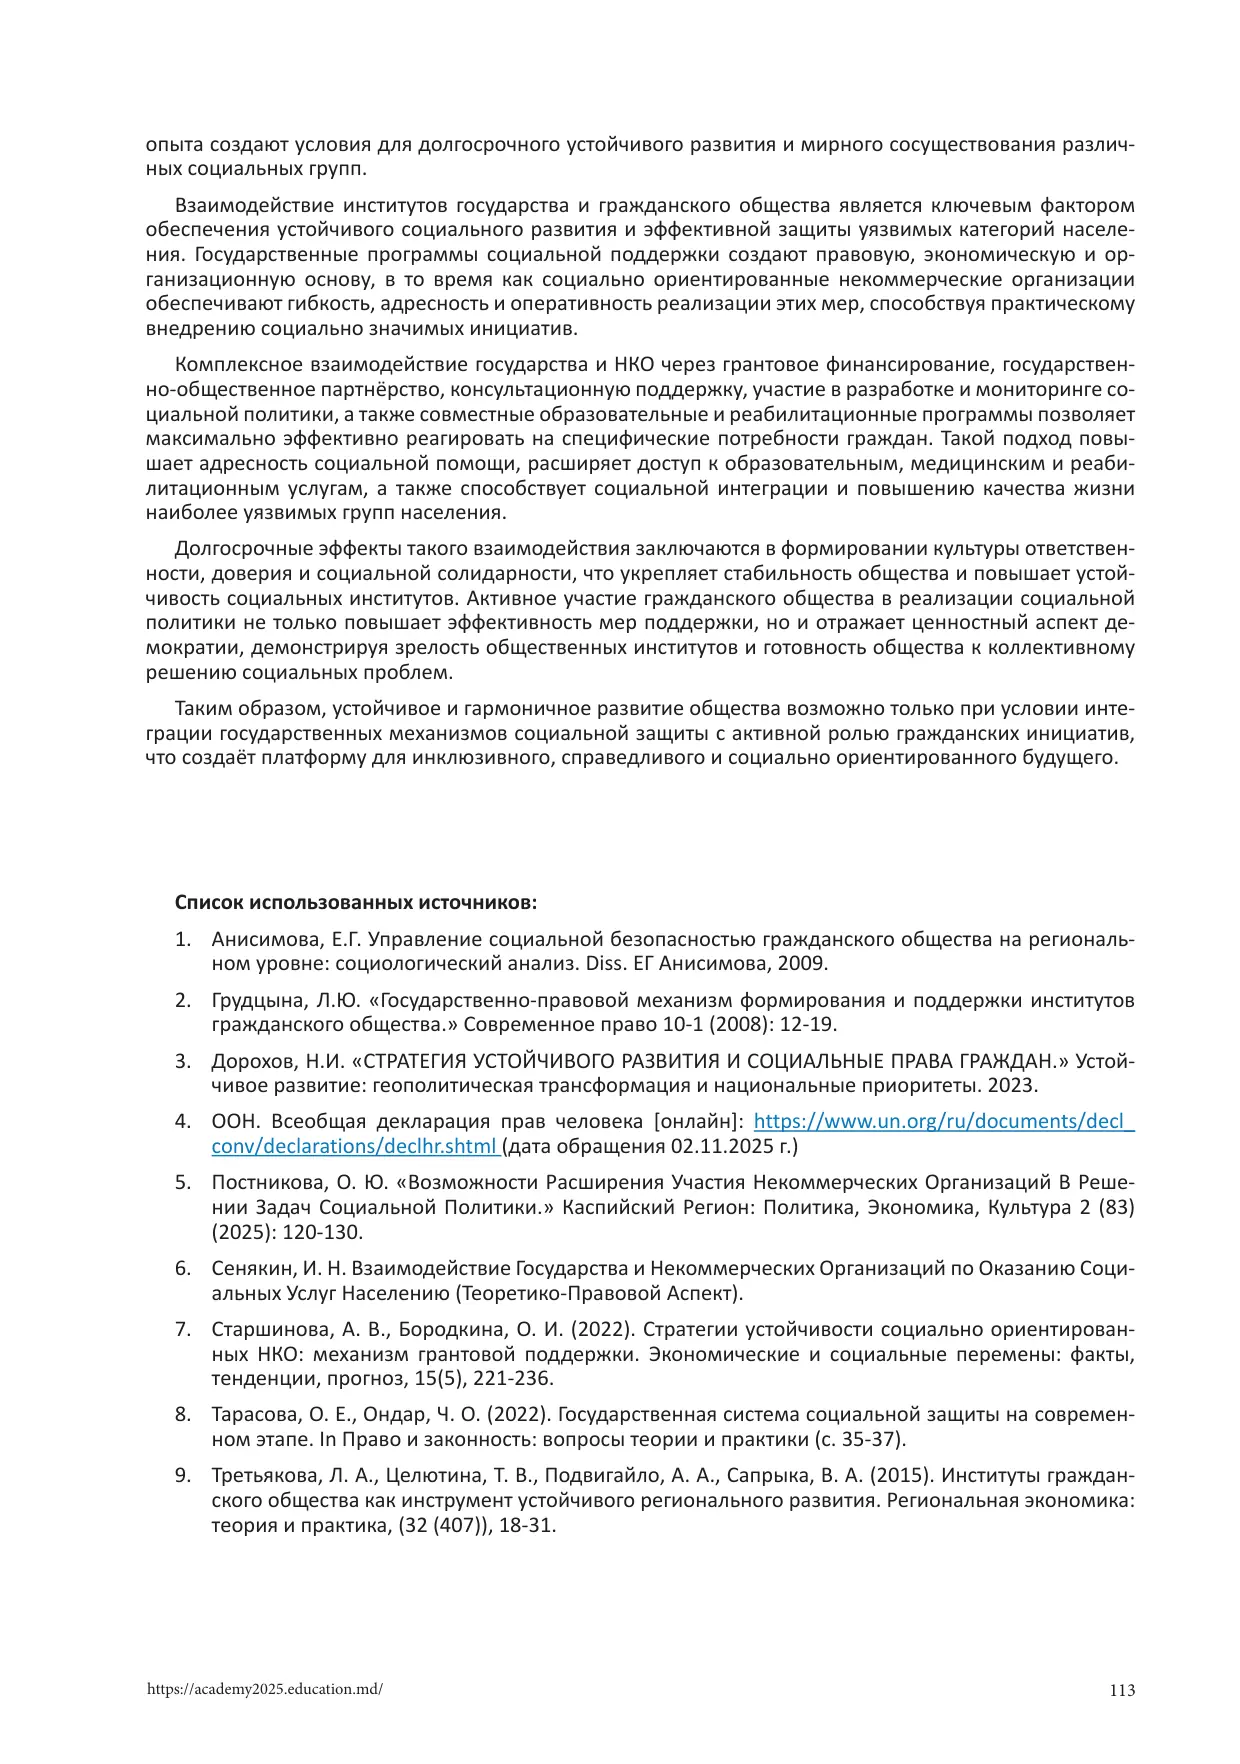 опыта создают условия для долгосрочного устойчивого развития и мирного сосуществования различ-
ных социальных групп.
Взаимодействие институтов государства и гражданского общества является ключевым фактором
обеспечения устойчивого социального развития и эффективной защиты уязвимых категорий населе-
ния. Государственные программы социальной поддержки создают правовую, экономическую и ор-
ганизационную основу, в то время как социально ориентированные некоммерческие организации
обеспечивают гибкость, адресность и оперативность реализации этих мер, способствуя практическому
внедрению социально значимых инициатив.
Комплексное взаимодействие государства и НКО через грантовое финансирование, государствен-
но-общественное партнёрство, консультационную поддержку, участие в разработке и мониторинге со-
циальной политики, а также совместные образовательные и реабилитационные программы позволяет
максимально эффективно реагировать на специфические потребности граждан. Такой подход повы-
шает адресность социальной помощи, расширяет доступ к образовательным, медицинским и реаби-
литационным услугам, а также способствует социальной интеграции и повышению качества жизни
наиболее уязвимых групп населения.
Долгосрочные эффекты такого взаимодействия заключаются в формировании культуры ответствен-
ности, доверия и социальной солидарности, что укрепляет стабильность общества и повышает устой-
чивость социальных институтов. Активное участие гражданского общества в реализации социальной
политики не только повышает эффективность мер поддержки, но и отражает ценностный аспект де-
мократии, демонстрируя зрелость общественных институтов и готовность общества к коллективному
решению социальных проблем.
Таким образом, устойчивое и гармоничное развитие общества возможно только при условии инте-
грации государственных механизмов социальной защиты с активной ролью гражданских инициатив,
что создаёт платформу для инклюзивного, справедливого и социально ориентированного будущего.
Список использованных источников:
1. Анисимова, Е.Г. Управление социальной безопасностью гражданского общества на региональ-
ном уровне: социологический анализ. Diss. ЕГ Анисимова, 2009.
2. Грудцына, Л.Ю. «Государственно-правовой механизм формирования и поддержки институтов
гражданского общества.» Современное право 10-1 (2008): 12-19.
3. Дорохов, Н.И. «СТРАТЕГИЯ УСТОЙЧИВОГО РАЗВИТИЯ И СОЦИАЛЬНЫЕ ПРАВА ГРАЖДАН.» Устой-
чивое развитие: геополитическая трансформация и национальные приоритеты. 2023.
4. ООН. Всеобщая декларация прав человека [онлайн]: https://www.un.org/ru/documents/decl_
conv/declarations/declhr.shtml (дата обращения 02.11.2025 г.)
5. Постникова, О. Ю. «Возможности Расширения Участия Некоммерческих Организаций В Реше-
нии Задач Социальной Политики.» Каспийский Регион: Политика, Экономика, Культура 2 (83)
(2025): 120-130.
6. Сенякин, И. Н. Взаимодействие Государства и Некоммерческих Организаций по Оказанию Соци-
альных Услуг Населению (Теоретико-Правовой Аспект).
7. Старшинова, А. В., Бородкина, О. И. (2022). Стратегии устойчивости социально ориентирован-
ных НКО: механизм грантовой поддержки. Экономические и социальные перемены: факты,
тенденции, прогноз, 15(5), 221-236.
8. Тарасова, О. Е., Ондар, Ч. О. (2022). Государственная система социальной защиты на современ-
ном этапе. In Право и законность: вопросы теории и практики (с. 35-37).
9. Третьякова, Л. А., Целютина, Т. В., Подвигайло, А. А., Сапрыка, В. А. (2015). Институты граждан-
ского общества как инструмент устойчивого регионального развития. Региональная экономика:
теория и практика, (32 (407)), 18-31.
https://academy2025.education.md/
113